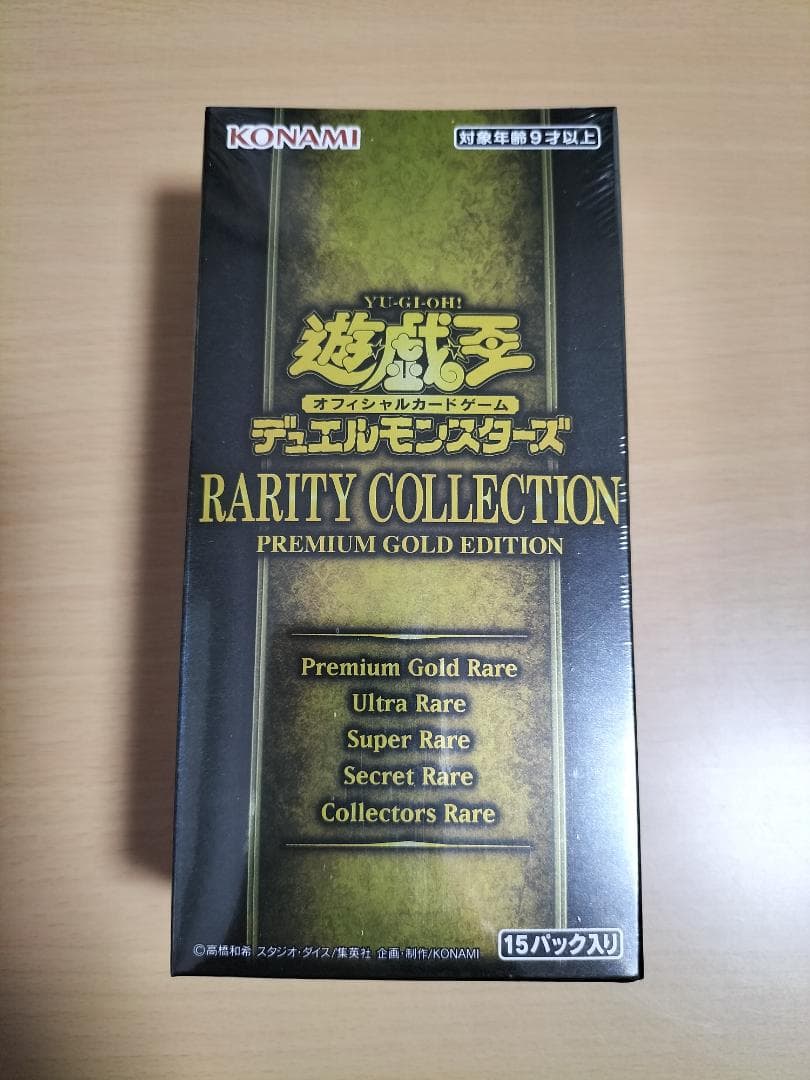 KONAMI
対象年齢9才以上
YU-GI-OH!
遊戯王
オフィシャルカードゲーム
デュエルモンスターズ
RARITY COLLECTION
PREMIUM GOLD EDITION
Premium Gold Rare
Ultra Rare
Super Rare
Secret Rare
Collectors Rare
©高橋和希 スタジオ・ダイス/集英社 企画・制作/KONAMI
15パック入り